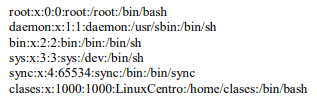 root:x:0:0:root:/root:/bin/bash
daemon:x:1:1:daemon:/usr/sbin:/bin/sh
bin:x:2:2:bin:/bin:/bin/sh
sys:x:3:3:sys:/dev:/bin/sh
sync:x:4:65534:sync:/bin:/bin/sync
clases:x:1000:1000:LinuxCentro:/home/clases:/bin/bash